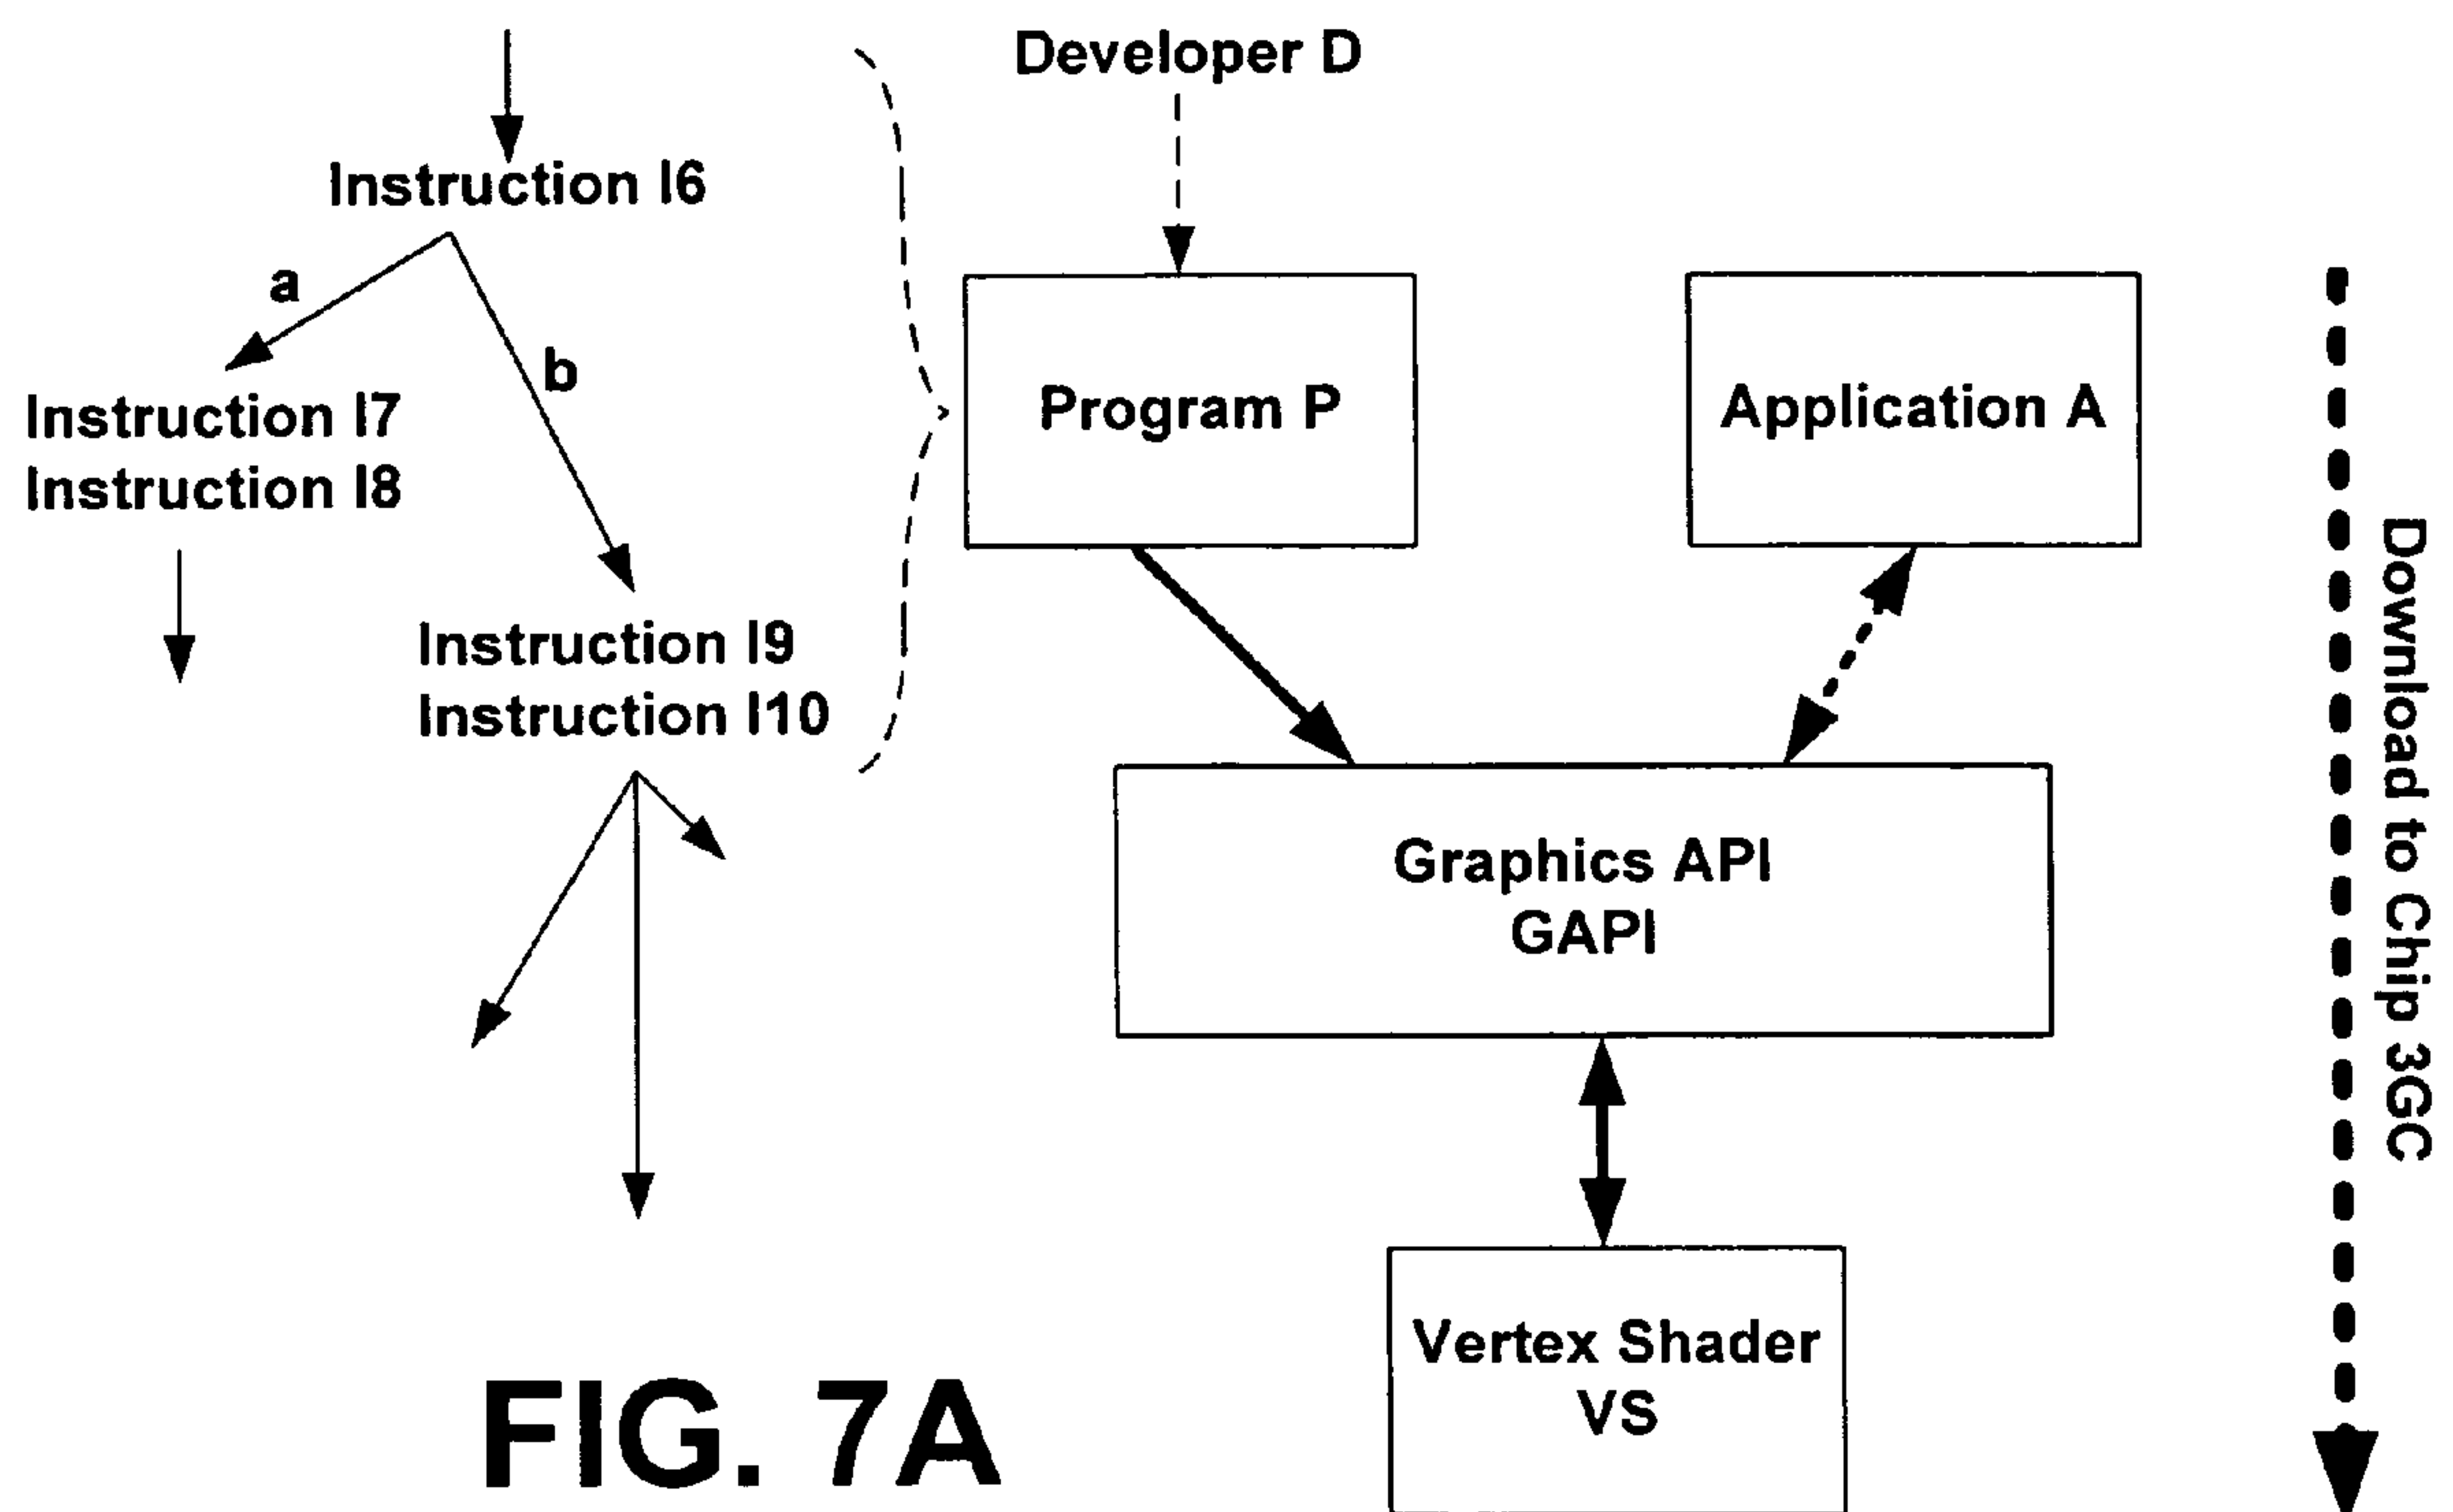 Instruction I6
a
b
Instruction I7
Instruction I8
Instruction I9
Instruction I10
Developer D
Program P
Application A
Graphics API
GAPI
Vertex Shader
VS
Download to Chip 3GC
FIG. 7A